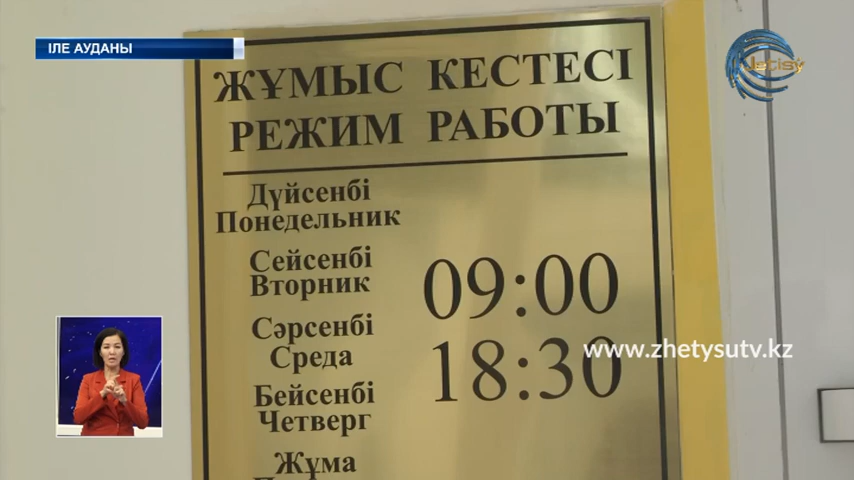 ІЛЕ АУДАНЫ
Jetisý
ЖҰМЫС КЕСТЕСІ
РЕЖИМ РАБОТЫ
Дүйсенбі
Понедельник
Сейсенбі
Вторник
Сәрсенбі
Среда
Бейсенбі
Четверг
Жұма
09:00
18:30
www.zhetysutv.kz